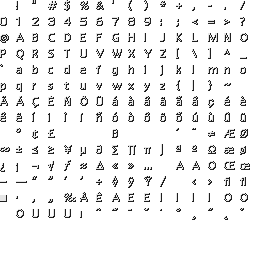 ! " # $ % & ' ( ) * + , - . /
0 1 2 3 4 5 6 7 8 9 : ; < = > ?
@ A B C D E F G H I J K L M N O
P Q R S T U V W X Y Z [ \ ] ^ _
` a b c d e f g h i j k l m n o
p q r s t u v w x y z { | } ~
Ä Å Ç É Ñ Ö Ü á à â ä ã å ç é è
ê ë í ì î ï ñ ó ò ô ö õ ú ù û ü
° ¢ £ ß ´ ¨ ≠ Æ Ø
∞ ± ≤ ≥ ¥ µ ∂ ∑ ∏ π ∫ ª º Ω æ ø
¿ ¡ ¬ √ ƒ ≈ ∆ « » … À Ã Õ Œ œ
– — “ ” ‘ ’ ÷ ◊ ÿ Ÿ ⁄ ‹ › ﬁ ﬂ
· ‚ „ ‰ Â Ê Á Ë È Í Î Ï Ì Ó Ô
Ò Ú Û Ù ı ˆ ˜ ¯ ˘ ˙ ˚ ¸ ˝ ˛ ˇ